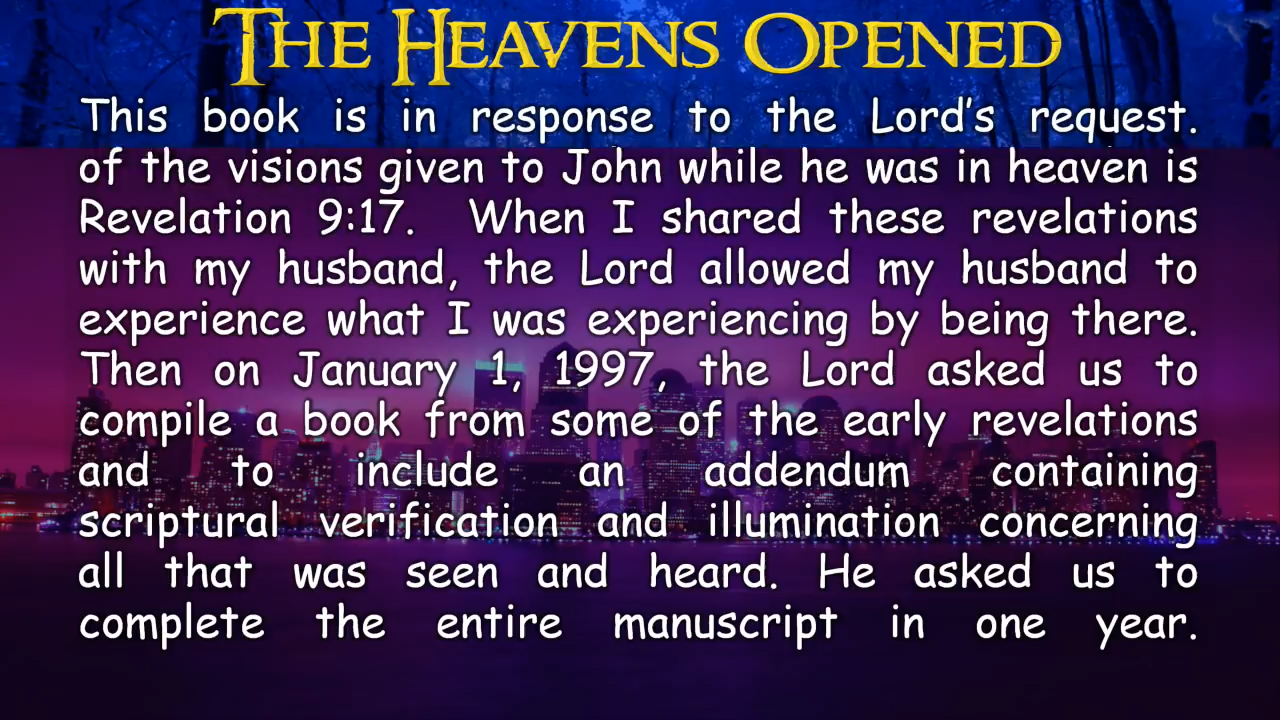 THE HEAVENS OPENED
This book is in response to the Lord's request.
of the visions given to John while he was in heaven is
Revelation 9:17. When I shared these revelations
with my husband, the Lord allowed my husband to
experience what I was experiencing by being there.
Then on January 1, 1997, the Lord asked us to
compile a book from some of the early revelations
and to include an addendum containing
scriptural verification and illumination concerning
all that was seen and heard. He asked us to
complete the entire manuscript in one year.